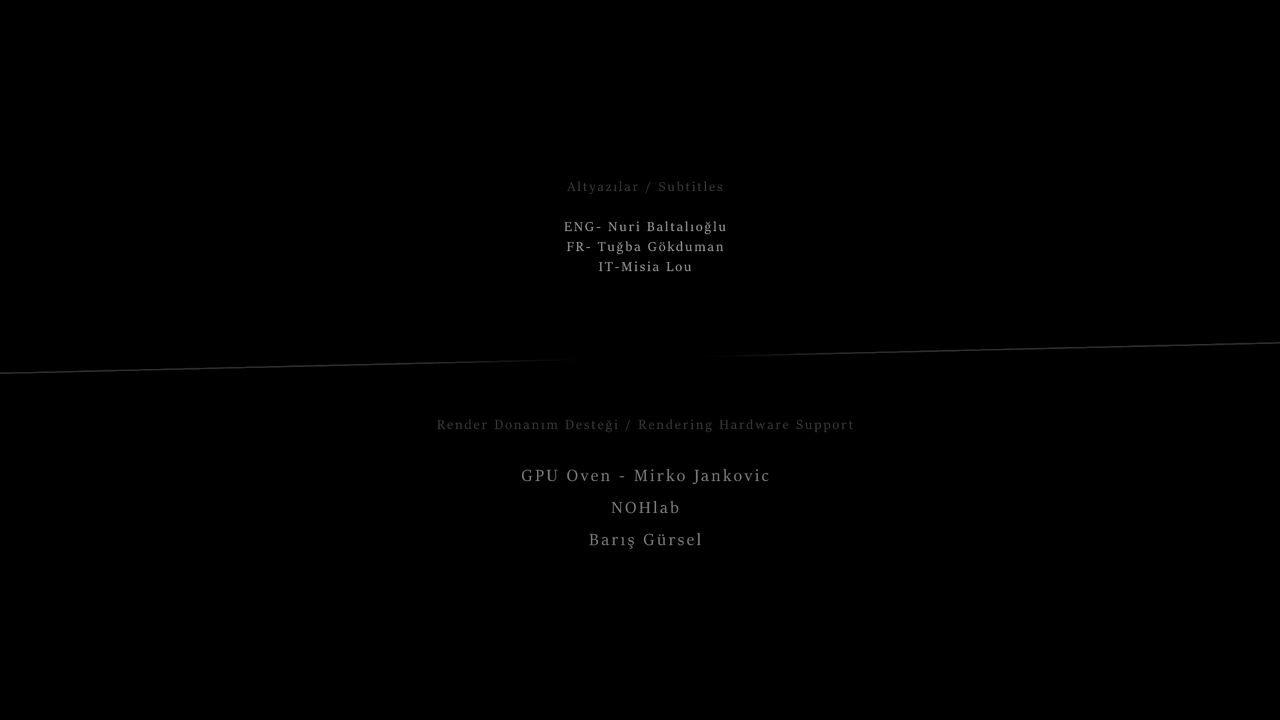 Altyazılar / Subtitles
ENG- Nuri Baltalıoğlu
FR- Tuğba Gökduman
IT-Misia Lou
Render Donanım Desteği / Rendering Hardware Support
GPU Oven - Mirko Jankovic
NOHlab
Barış Gürsel